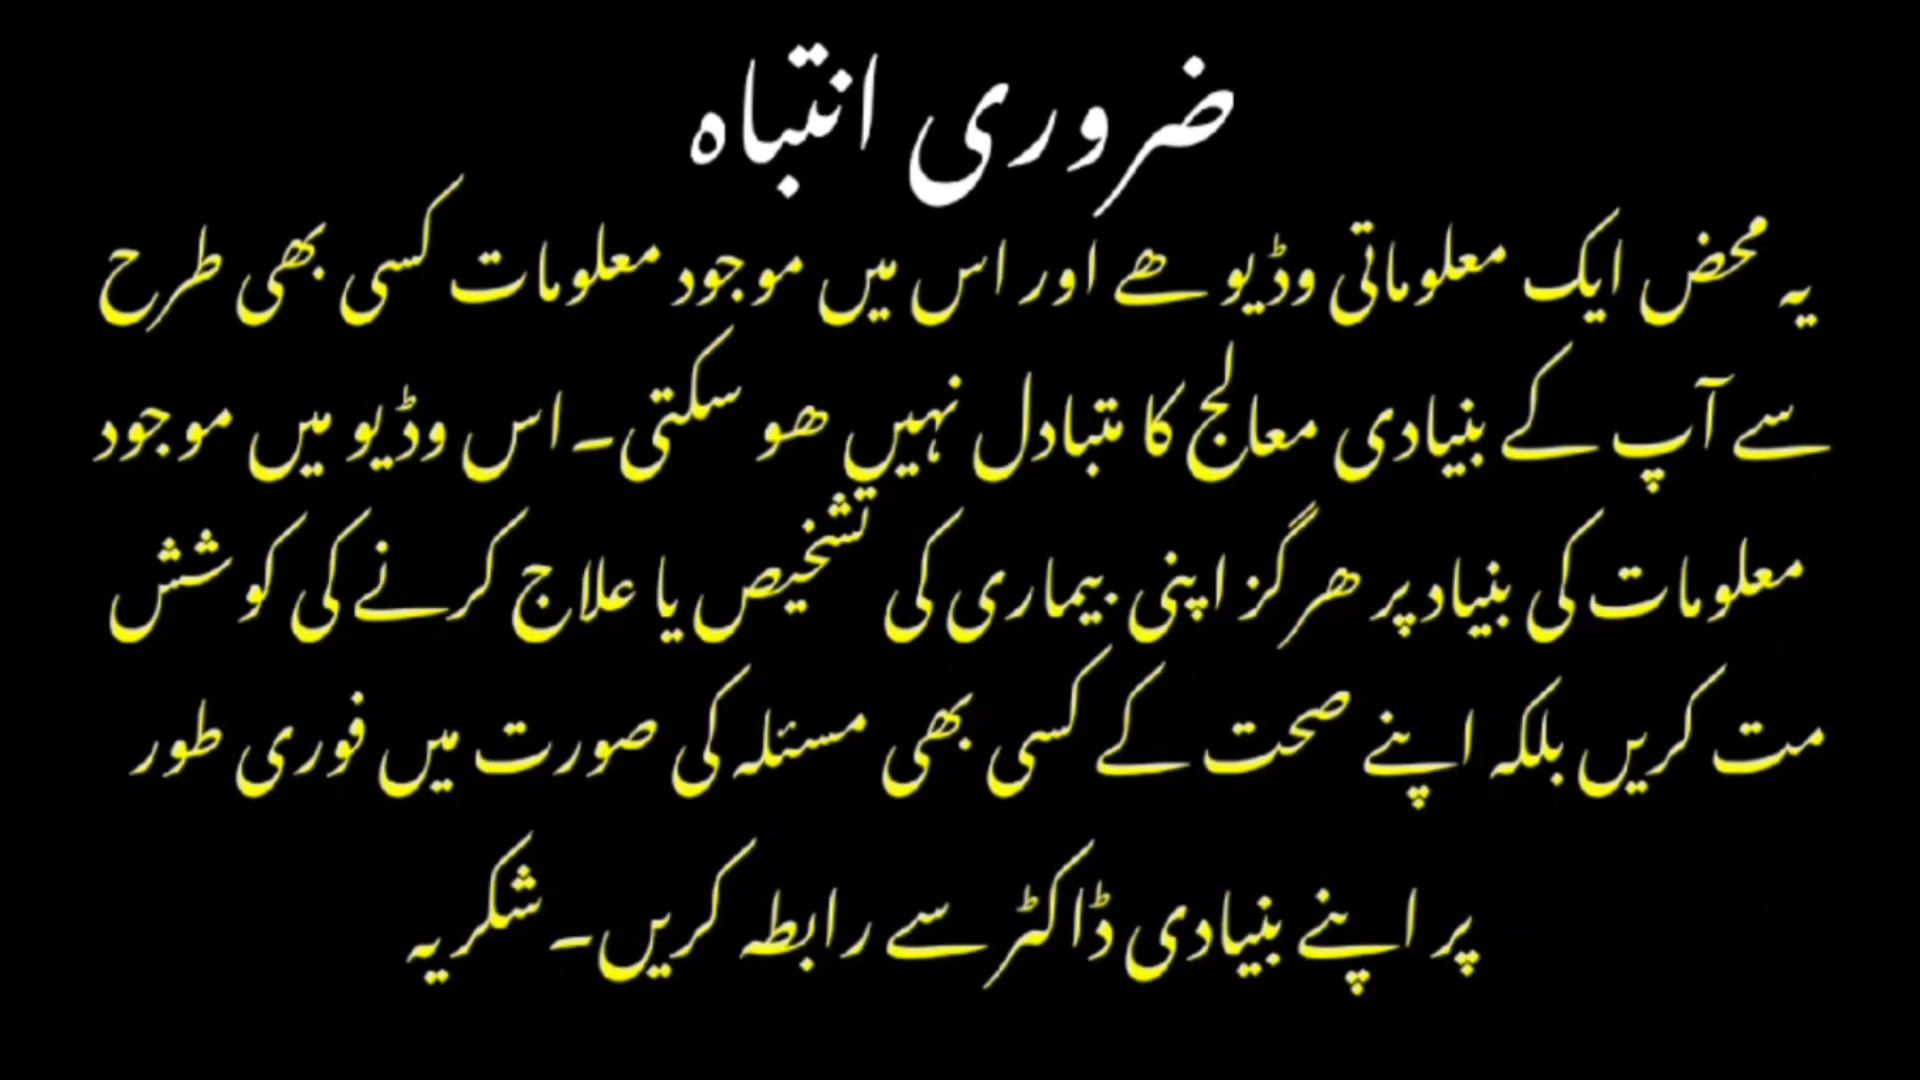 ضروری انتباہ
یہ محض ایک معلوماتی وڈیو ھے اور اس میں موجود معلومات کسی بھی طرح
سے آپ کے بنیادی معالج کا متبادل نہیں ھو سکتی۔ اس وڈیو میں موجود
معلومات کی بنیاد پر ھرگز اپنی بیماری کی تشخیص یا علاج کرنے کی کوشش
مت کریں بلکہ اپنے صحت کے کسی بھی مسئلہ کی صورت میں فوری طور
پر اپنے بنیادی ڈاکٹر سے رابطہ کریں۔ شکریہ